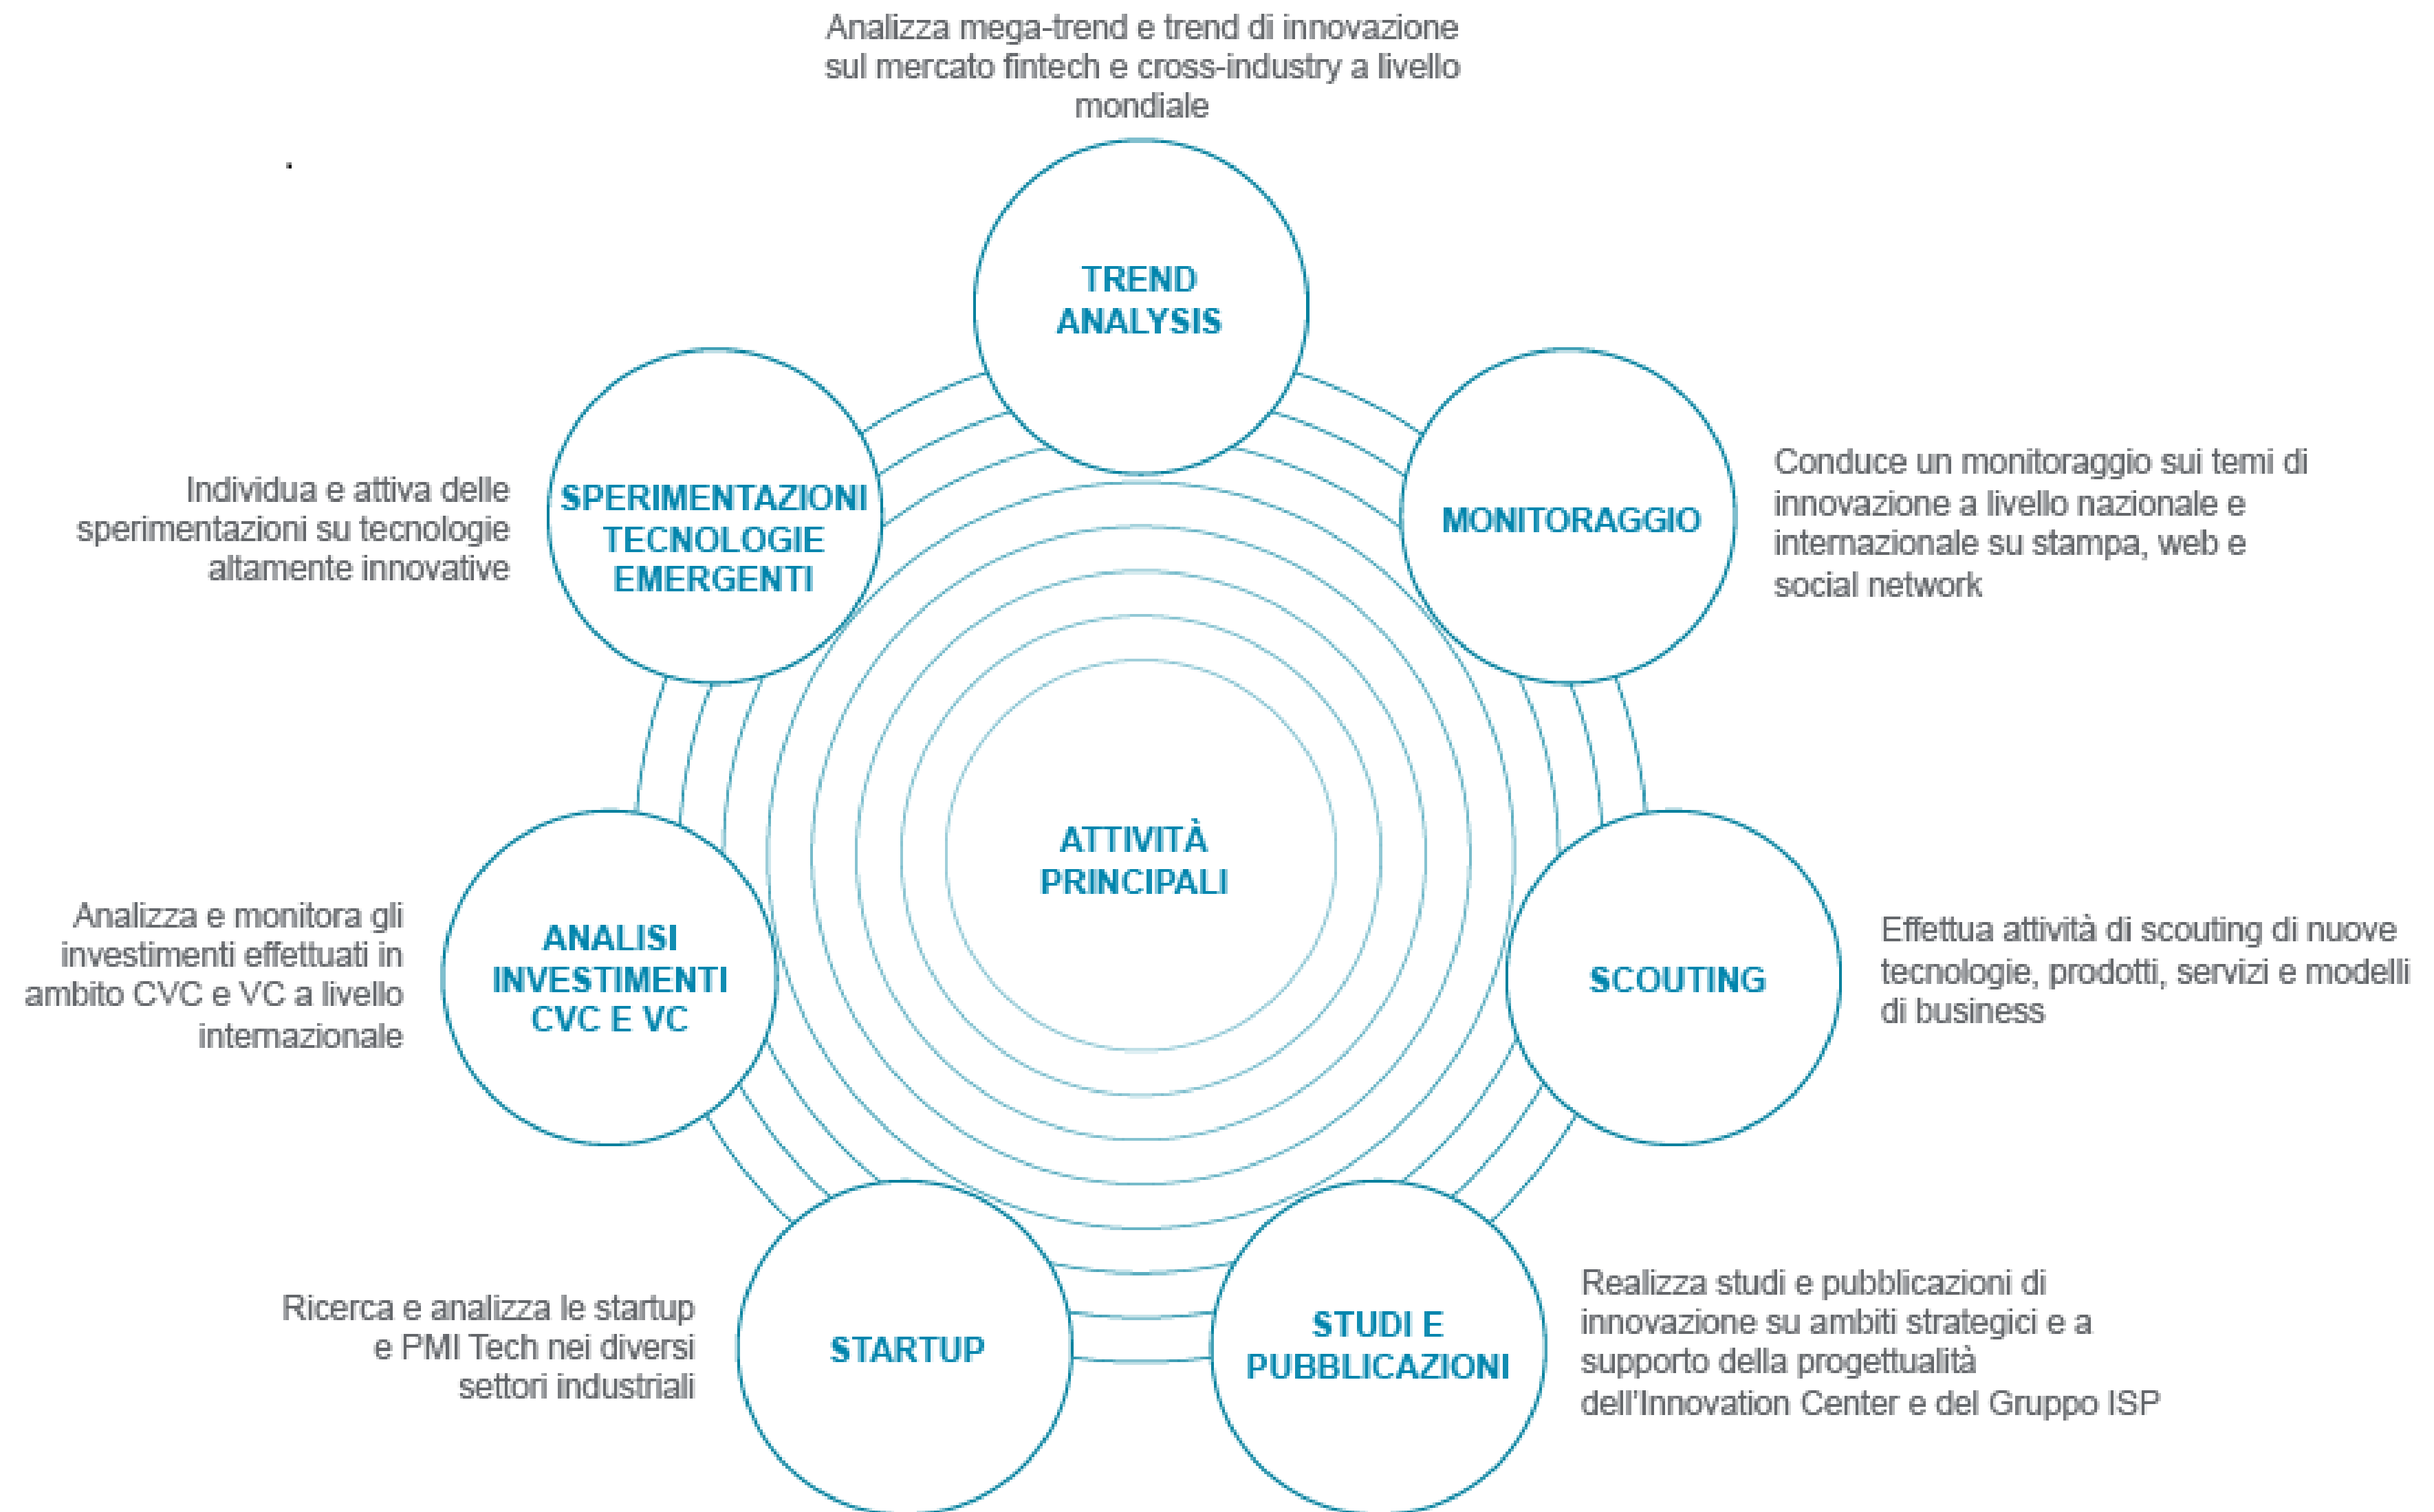 Analizza mega-trend e trend di innovazione
sul mercato fintech e cross-industry a livello
mondiale
TREND
ANALYSIS
Conduce un monitoraggio sui temi di
innovazione a livello nazionale e
internazionale su stampa, web e
social network
MONITORAGGIO
Effettua attività di scouting di nuove
tecnologie, prodotti, servizi e modelli
di business
SCOUTING
Realizza studi e pubblicazioni di
innovazione su ambiti strategici e a
supporto della progettualità
dell'Innovation Center e del Gruppo ISP
STUDI E
PUBBLICAZIONI
Ricerca e analizza le startup
e PMI Tech nei diversi
settori industriali
STARTUP
Analizza e monitora gli
investimenti effettuati in
ambito CVC e VC a livello
internazionale
ANALISI
INVESTIMENTI
CVC E VC
Individua e attiva delle
sperimentazioni su tecnologie
altamente innovative
SPERIMENTAZIONI
TECNOLOGIE
EMERGENTI
ATTIVITÀ
PRINCIPALI